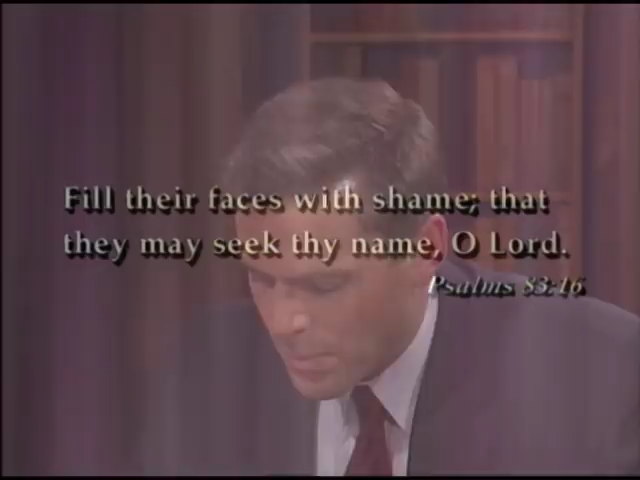 Fill their faces with shame; that
they may seek thy name, O Lord.
Psalms 83:16